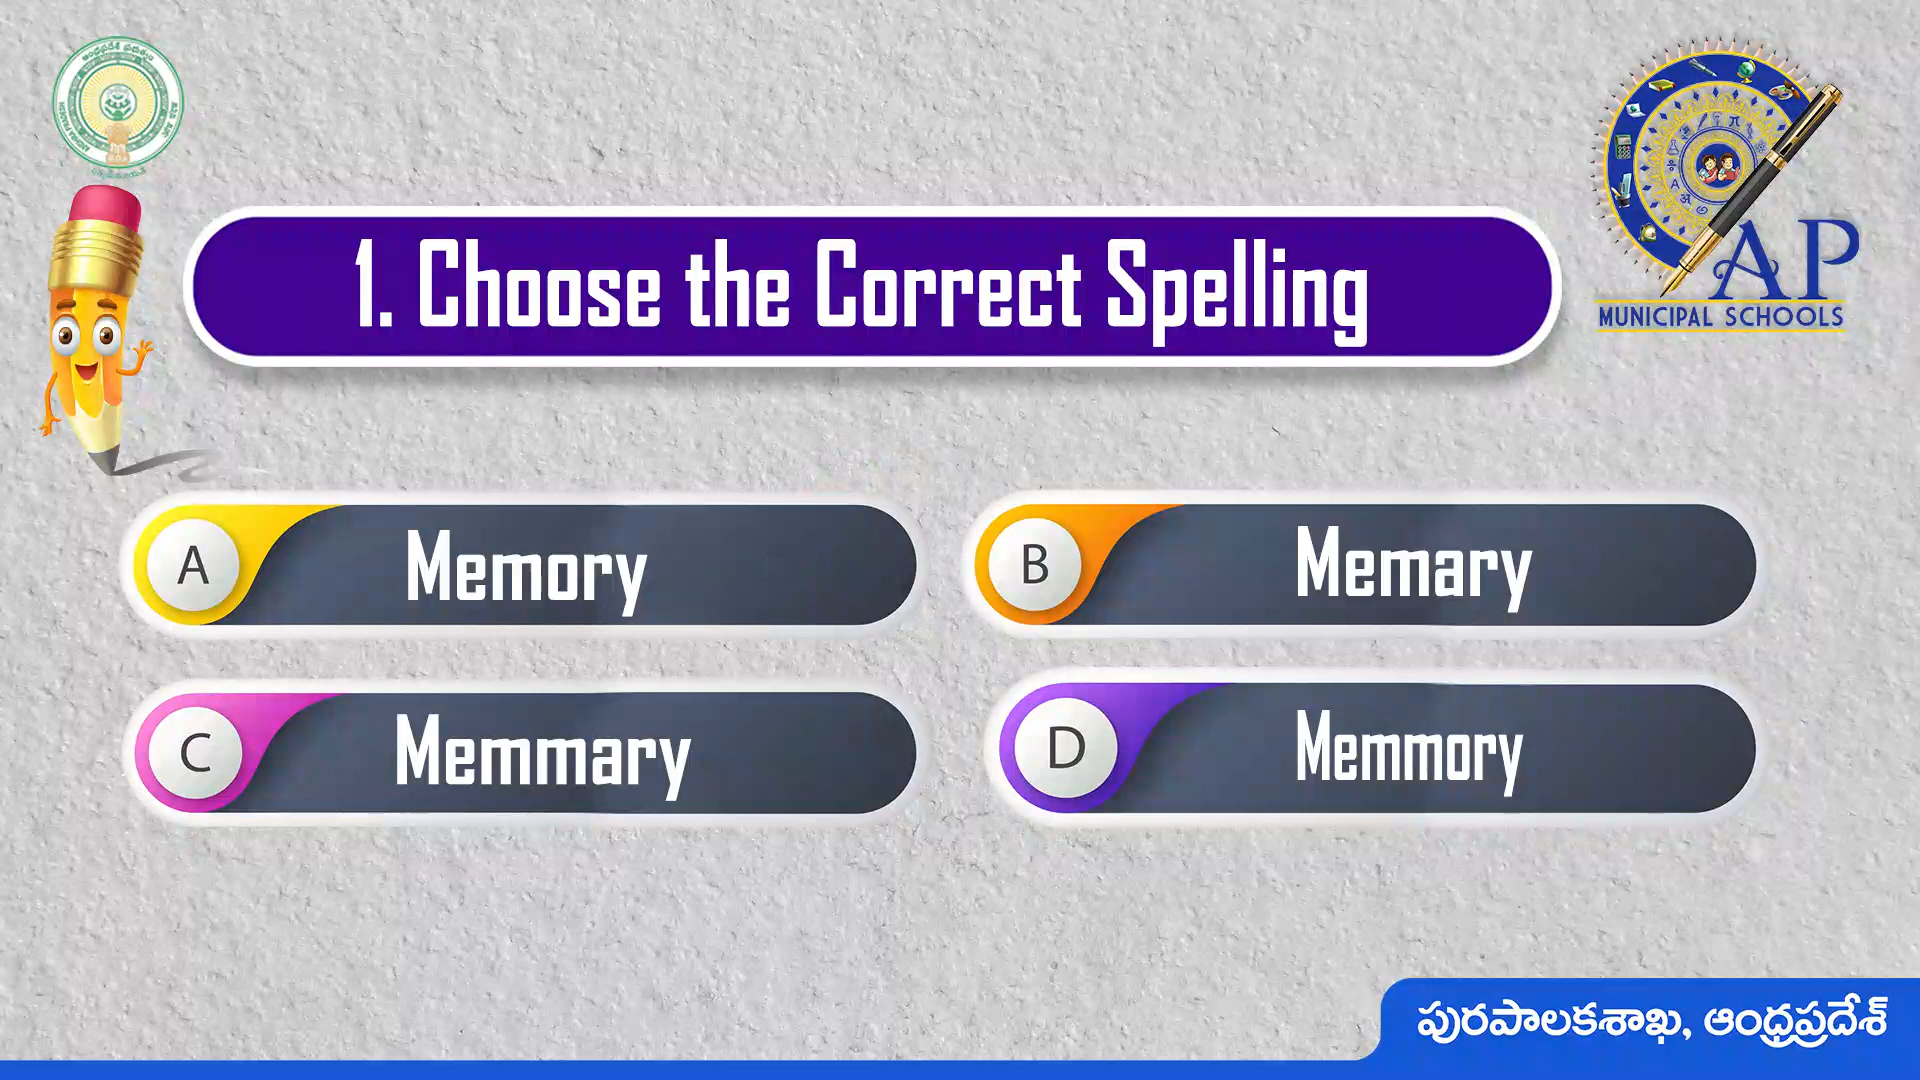 1. Choose the Correct Spelling
AP
MUNICIPAL SCHOOLS
A Memory
B Memary
C Memmary
D Memmory
పురపాలకశాఖ, ఆంధ్రప్రదేశ్